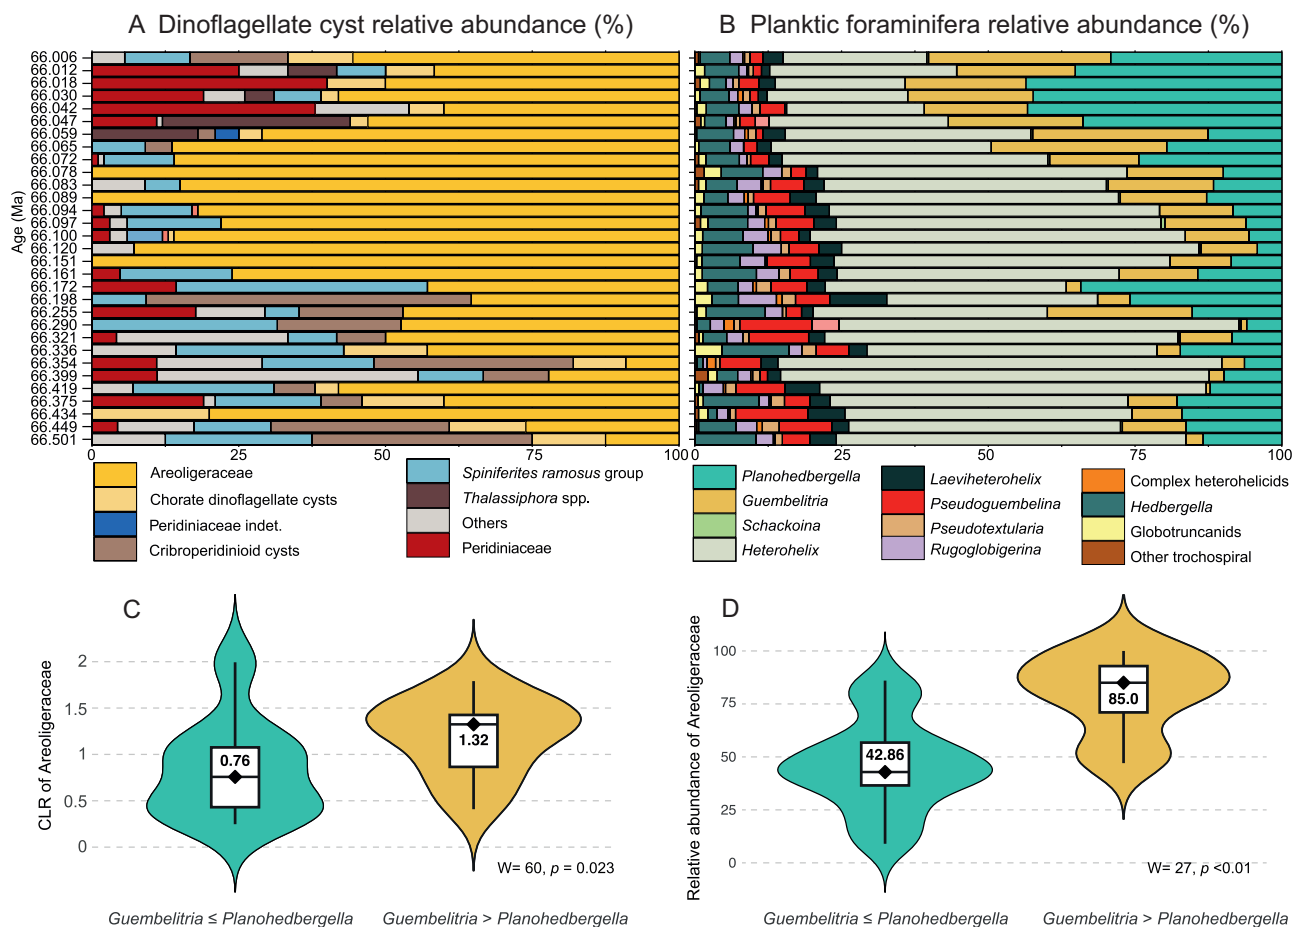 A Dinoflagellate cyst relative abundance (%)
B Planktic foraminifera relative abundance (%)
Age (Ma)
66.006
66.012
66.018
66.030
66.042
66.047
66.059
66.065
66.072
66.078
66.083
66.089
66.094
66.097
66.100
66.120
66.151
66.161
66.172
66.198
66.255
66.290
66.321
66.336
66.354
66.399
66.419
66.375
66.434
66.449
66.501
0 25 50 75 100
0 25 50 75 100
Areoligeraceae
Chorate dinoflagellate cysts
Peridiniaceae indet.
Cribroperidinioid cysts
Spiniferites ramosus group
Thalassiphora spp.
Others
Peridiniaceae
Planohedbergella
Guembelitria
Schackoina
Heterohelix
Laeviheterohelix
Pseudoguembelina
Pseudotextularia
Rugoglobigerina
Complex heterohelicids
Hedbergella
Globotruncanids
Other trochospiral
C
CLR of Areoligeraceae
2
1.5
1
0.5
0
0.76
1.32
W= 60, p = 0.023
Guembelitria ≤ Planohedbergella
Guembelitria > Planohedbergella
D
Relative abundance of Areoligeraceae
100
75
50
25
0
42.86
85.0
W= 27, p <0.01
Guembelitria ≤ Planohedbergella
Guembelitria > Planohedbergella